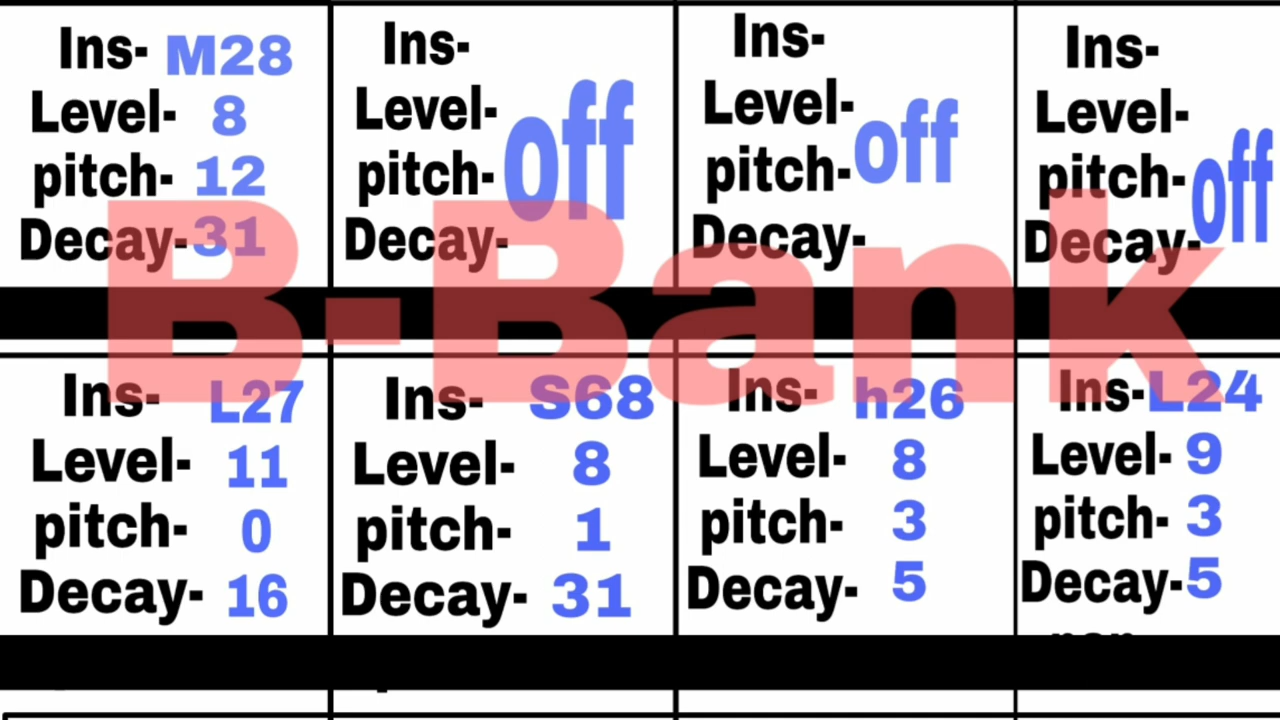 Ins- M28
Level- 8
pitch- 12
Decay- 31
Ins-
Level-
pitch-
Decay-
off
Ins-
Level-
pitch-
Decay-
off
Ins-
Level-
pitch-
Decay-
off
B-Bank
Ins- L27
Level- 11
pitch- 0
Decay- 16
Ins- S68
Level- 8
pitch- 1
Decay- 31
Ins- h26
Level- 8
pitch- 3
Decay- 5
Ins- L24
Level- 9
pitch- 3
Decay- 5